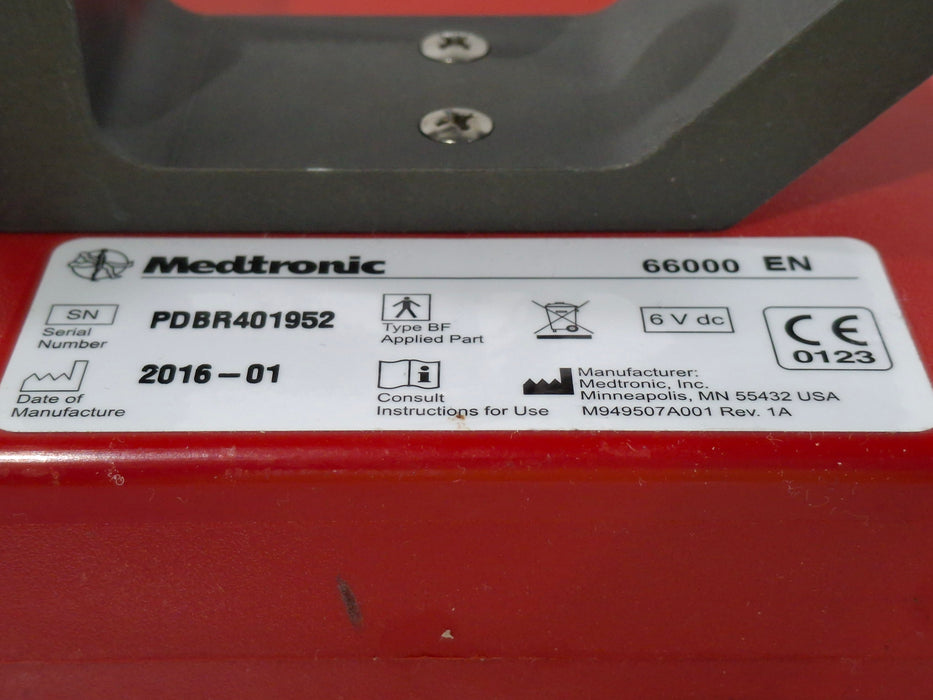 Medtronic 66000 EN
SN PDBR401952 6 V dc
Serial
Number
Type BF
Applied Part
CE
0123
2016-01
Date of
Manufacture
i
Consult
Instructions for Use
Manufacturer:
Medtronic, Inc.
Minneapolis, MN 55432 USA
M949507A001 Rev. 1A